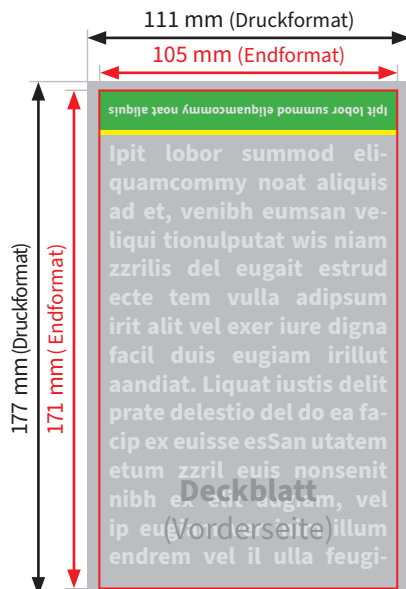 111 mm (Druckformat)
105 mm (Endformat)
177 mm (Druckformat)
171 mm ( Endformat)
Ipit lobor summod eliquamcommy noat aliquis
Ipit lobor summod eli-
quamcommy noat aliquis
ad et, venibh eumsan ve-
liqui tionulputat wis niam
zzrilis del eugait estrud
ecte tem vulla adipsum
irit alit vel exer iure digna
facil duis eugiam irillut
aandiat. Liquat iustis delit
prate delestio del do ea fa-
cip ex euisse esSan utatem
etum zzril euis nonsenit
nibh ex elit augiam, vel
ip eugiam illum
endrem vel il ulla feugi-
Deckblatt
(Vorderseite)